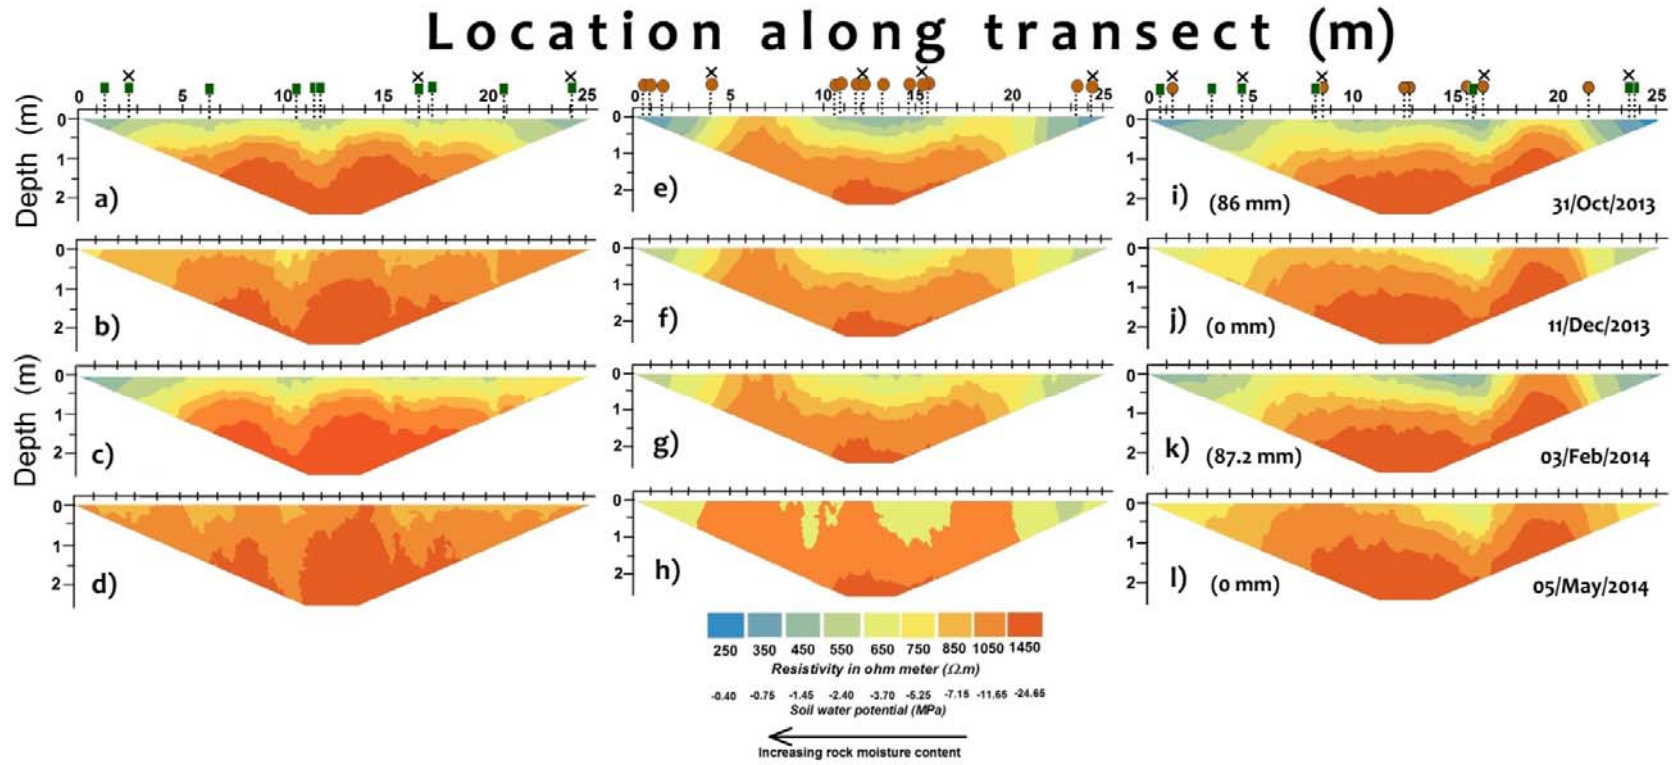 Location along transect (m)
0 5 10 15 20 25
0 5 10 15 20 25
0 5 10 15 20 25
Depth (m)
0
1
2
a)
0
1
2
e)
0
1
2
i) (86 mm) 31/Oct/2013
0
1
2
b)
0
1
2
f)
0
1
2
j) (0 mm) 11/Dec/2013
Depth (m)
0
1
2
c)
0
1
2
g)
0
1
2
k) (87.2 mm) 03/Feb/2014
0
1
2
d)
0
1
2
h)
0
1
2
l) (0 mm) 05/May/2014
250 350 450 550 650 750 850 1050 1450
Resistivity in ohm meter (Ω.m)
-0.40 -0.75 -1.45 -2.40 -3.70 -5.25 -7.15 -11.65 -24.65
Soil water potential (MPa)
Increasing rock moisture content